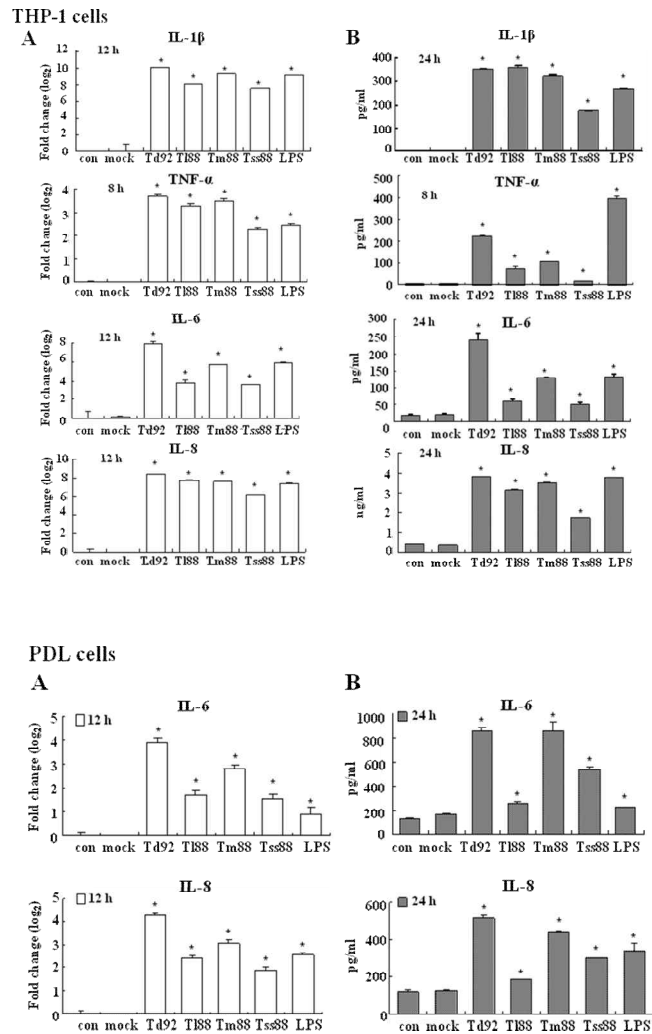 THP-1 cells
A
IL-1β
12 h
Fold change (log2)
12
10
8
6
4
2
0
con mock Td92 Tl88 Tm88 Tss88 LPS
* * * * *
TNF-α
8 h
Fold change (log2)
4
3
2
1
0
con mock Td92 Tl88 Tm88 Tss88 LPS
* * * * *
IL-6
12 h
Fold change (log2)
8
6
4
2
0
con mock Td92 Tl88 Tm88 Tss88 LPS
* * * * *
IL-8
12 h
Fold change (log2)
10
8
6
4
2
0
con mock Ld92 Tl88 Tm88 Tss88 LPS
* * * * *
B
IL-1β
24 h
pg/ml
400
300
200
100
0
con mock Td92 Tl88 Tm88 Tss88 LPS
* * * * *
TNF-α
8 h
pg/ml
400
300
200
100
0
con mock Td92 Tl88 Tm88 Tss88 LPS
* * * * *
IL-6
24 h
pg/ml
300
250
200
150
100
50
0
con mock Td92 Tl88 Tm88 Tss88 LPS
* * * * *
IL-8
24 h
ng/ml
5
4
3
2
1
0
con mock Td92 Tl88 Tm88 Tss88 LPS
* * * * *
PDL cells
A
IL-6
12 h
Fold change (log2)
5
4
3
2
1
0
con mock Td92 Tl88 Tm88 Tss88 LPS
* * * * *
IL-8
12 h
Fold change (log2)
5
4
3
2
1
0
con mock Td92 Tl88 Tm88 Tss88 LPS
* * * * *
B
IL-6
24 h
pg/ml
1000
800
600
400
200
0
con mock Td92 Tl88 Tm88 Tss88 LPS
* * * * *
IL-8
24 h
pg/ml
600
400
200
0
con mock Td92 Tl88 Tm88 Tss88 LPS
* * * * *